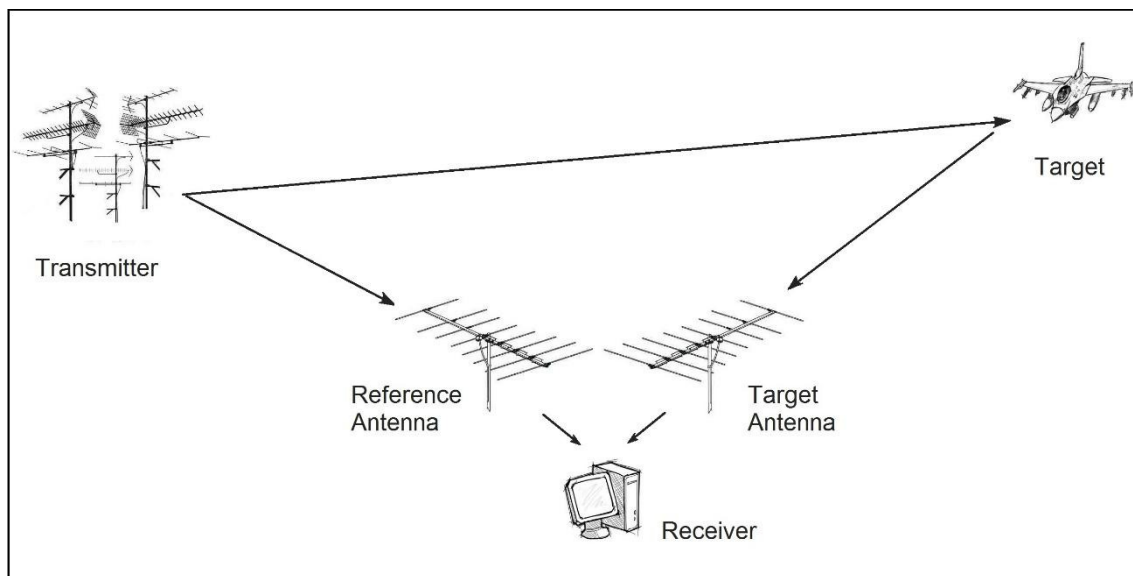 Target
Transmitter
Reference
Antenna
Target
Antenna
Receiver